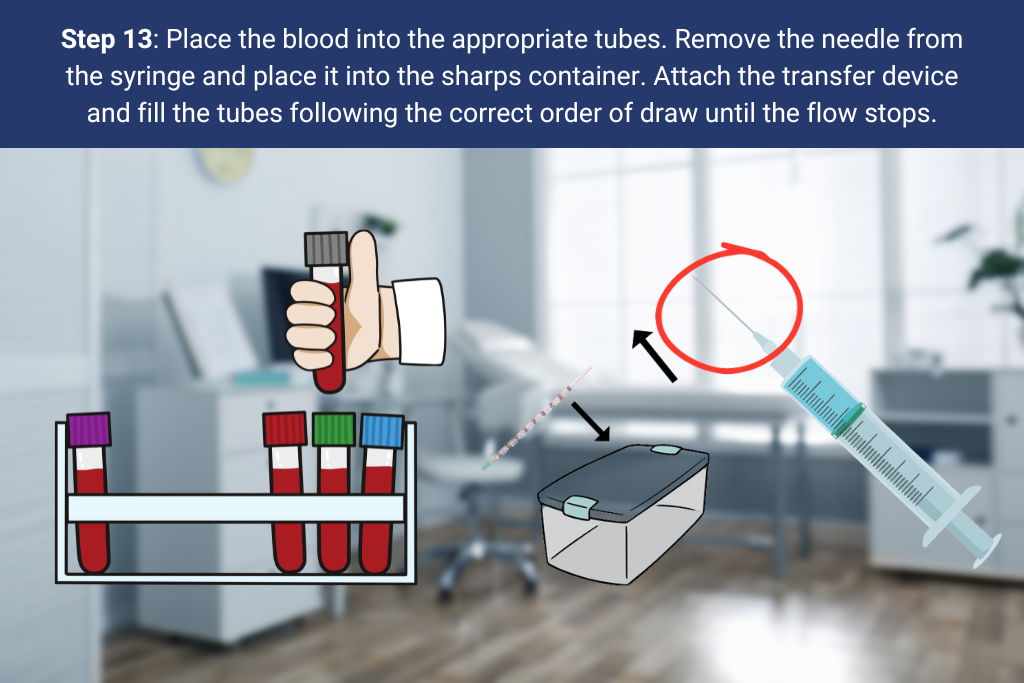 Step 13: Place the blood into the appropriate tubes. Remove the needle from
the syringe and place it into the sharps container. Attach the transfer device
and fill the tubes following the correct order of draw until the flow stops.